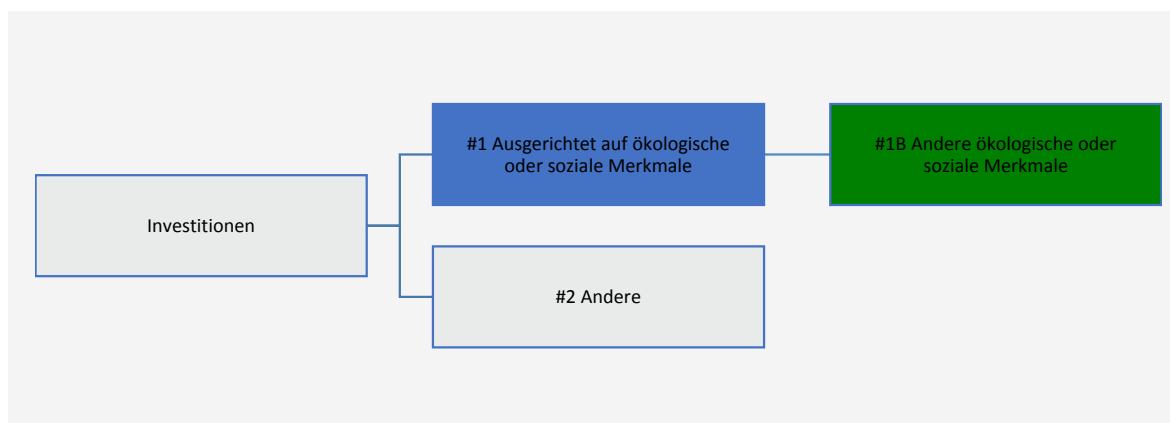 #1 Ausgerichtet auf ökologische
oder soziale Merkmale
#1B Andere ökologische oder
soziale Merkmale
Investitionen
#2 Andere